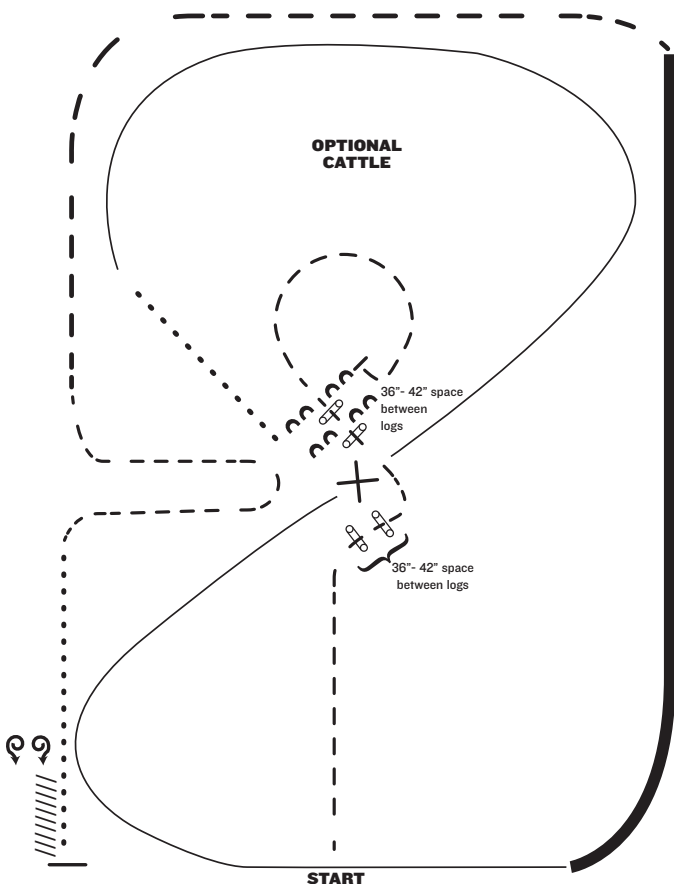 OPTIONAL
CATTLE
36”- 42” space
between
logs
36”- 42” space
between logs
START